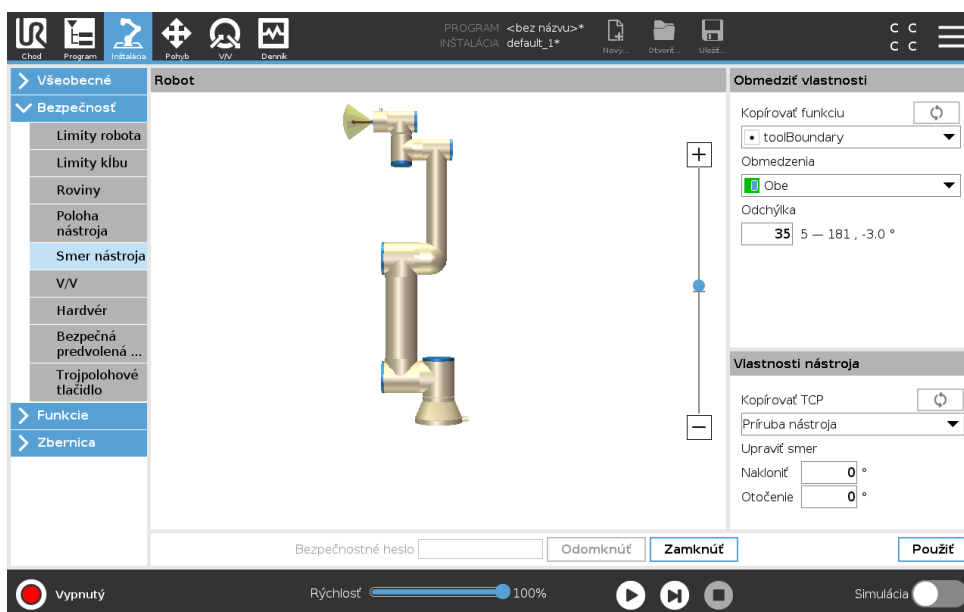 UR
PROGRAM <bez názvu>*
INŠTALÁCIA default_1*
Chod
Program
Inštalácia
Pohyb
V/V
Denník
Nový...
Otvoriť...
Uložiť...
C C
C C
Všeobecné
Bezpečnosť
Limity robota
Limity kĺbu
Roviny
Poloha
nástroja
Smer nástroja
V/V
Hardvér
Bezpečná
predvolená ...
Trojpolohové
tlačidlo
Funkcie
Zbernica
Robot
+
−
Obmedziť vlastnosti
Kopírovať funkciu
toolBoundary
Obmedzenia
Obe
Odchýlka
35 5 — 181 , -3.0 °
Vlastnosti nástroja
Kopírovať TCP
Príruba nástroja
Upraviť smer
Nakloniť 0 °
Otočenie 0 °
Bezpečnostné heslo
Odomknúť
Zamknúť
Použiť
Vypnutý
Rýchlosť 100%
Simulácia